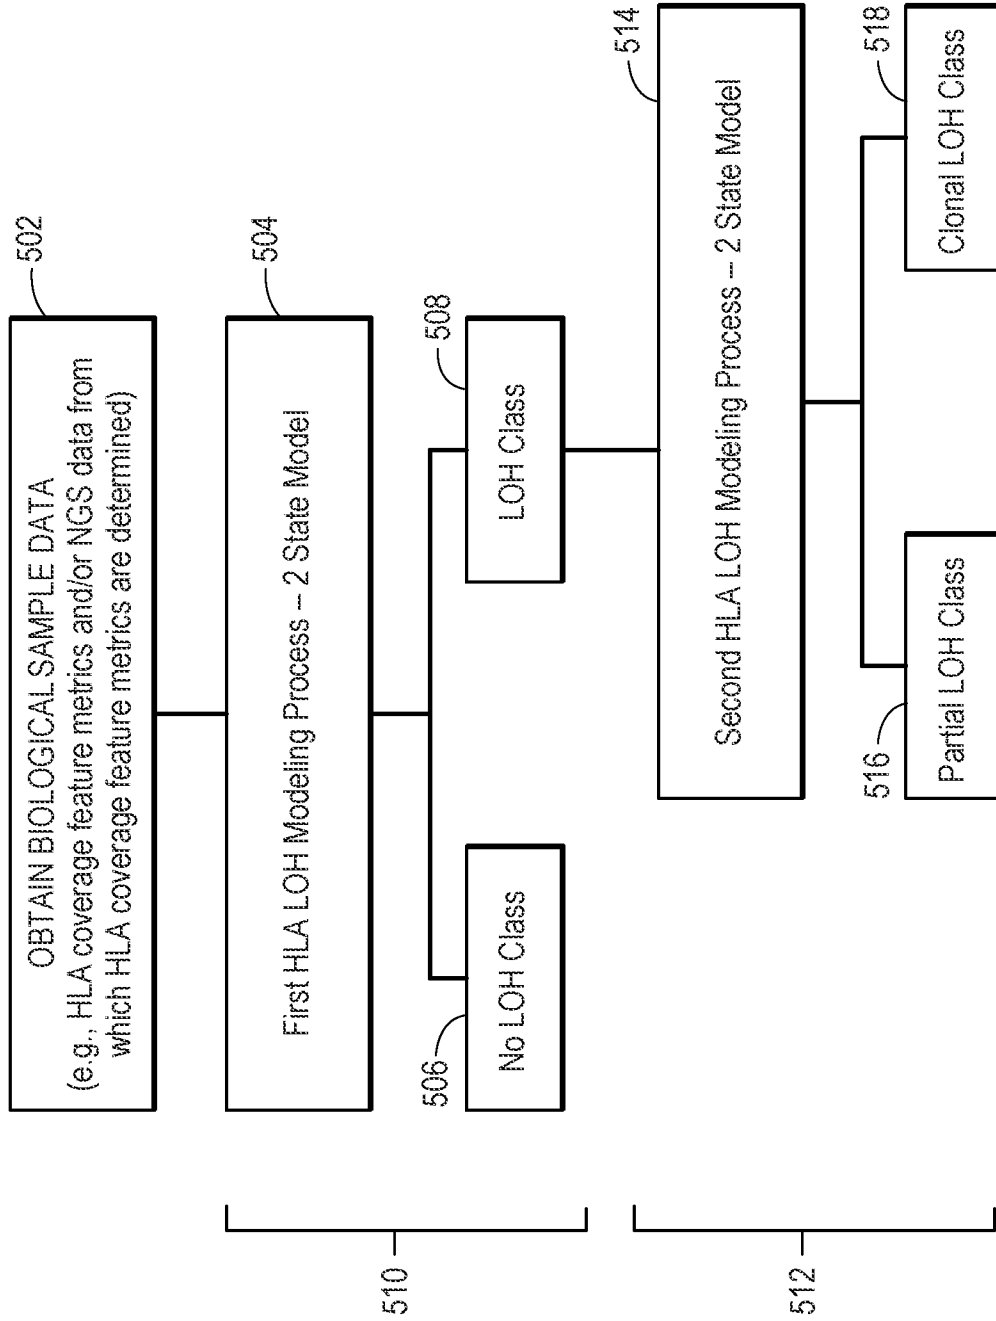 OBTAIN BIOLOGICAL SAMPLE DATA
(e.g., HLA coverage feature metrics and/or NGS data from
which HLA coverage feature metrics are determined)
502
First HLA LOH Modeling Process – 2 State Model
504
510
506
No LOH Class
508
LOH Class
Second HLA LOH Modeling Process – 2 State Model
514
512
516
Partial LOH Class
518
Clonal LOH Class